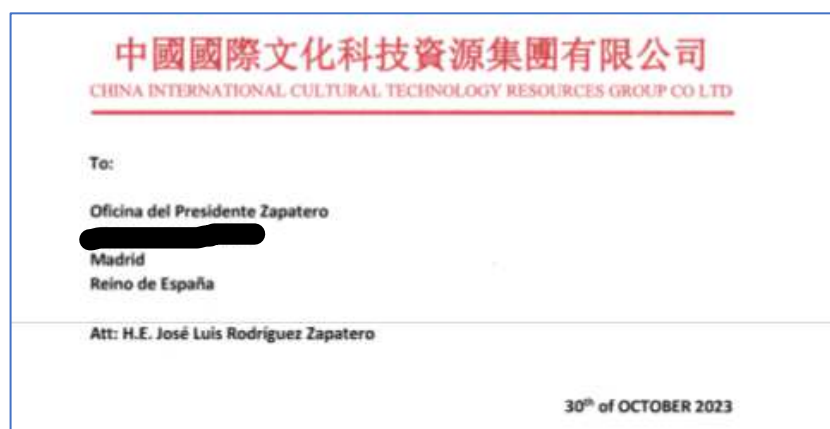 中國國際文化科技資源集團有限公司
CHINA INTERNATIONAL CULTURAL TECHNOLOGY RESOURCES GROUP CO LTD
To:
Oficina del Presidente Zapatero
Madrid
Reino de España
Att: H.E. José Luis Rodríguez Zapatero
30th of OCTOBER 2023